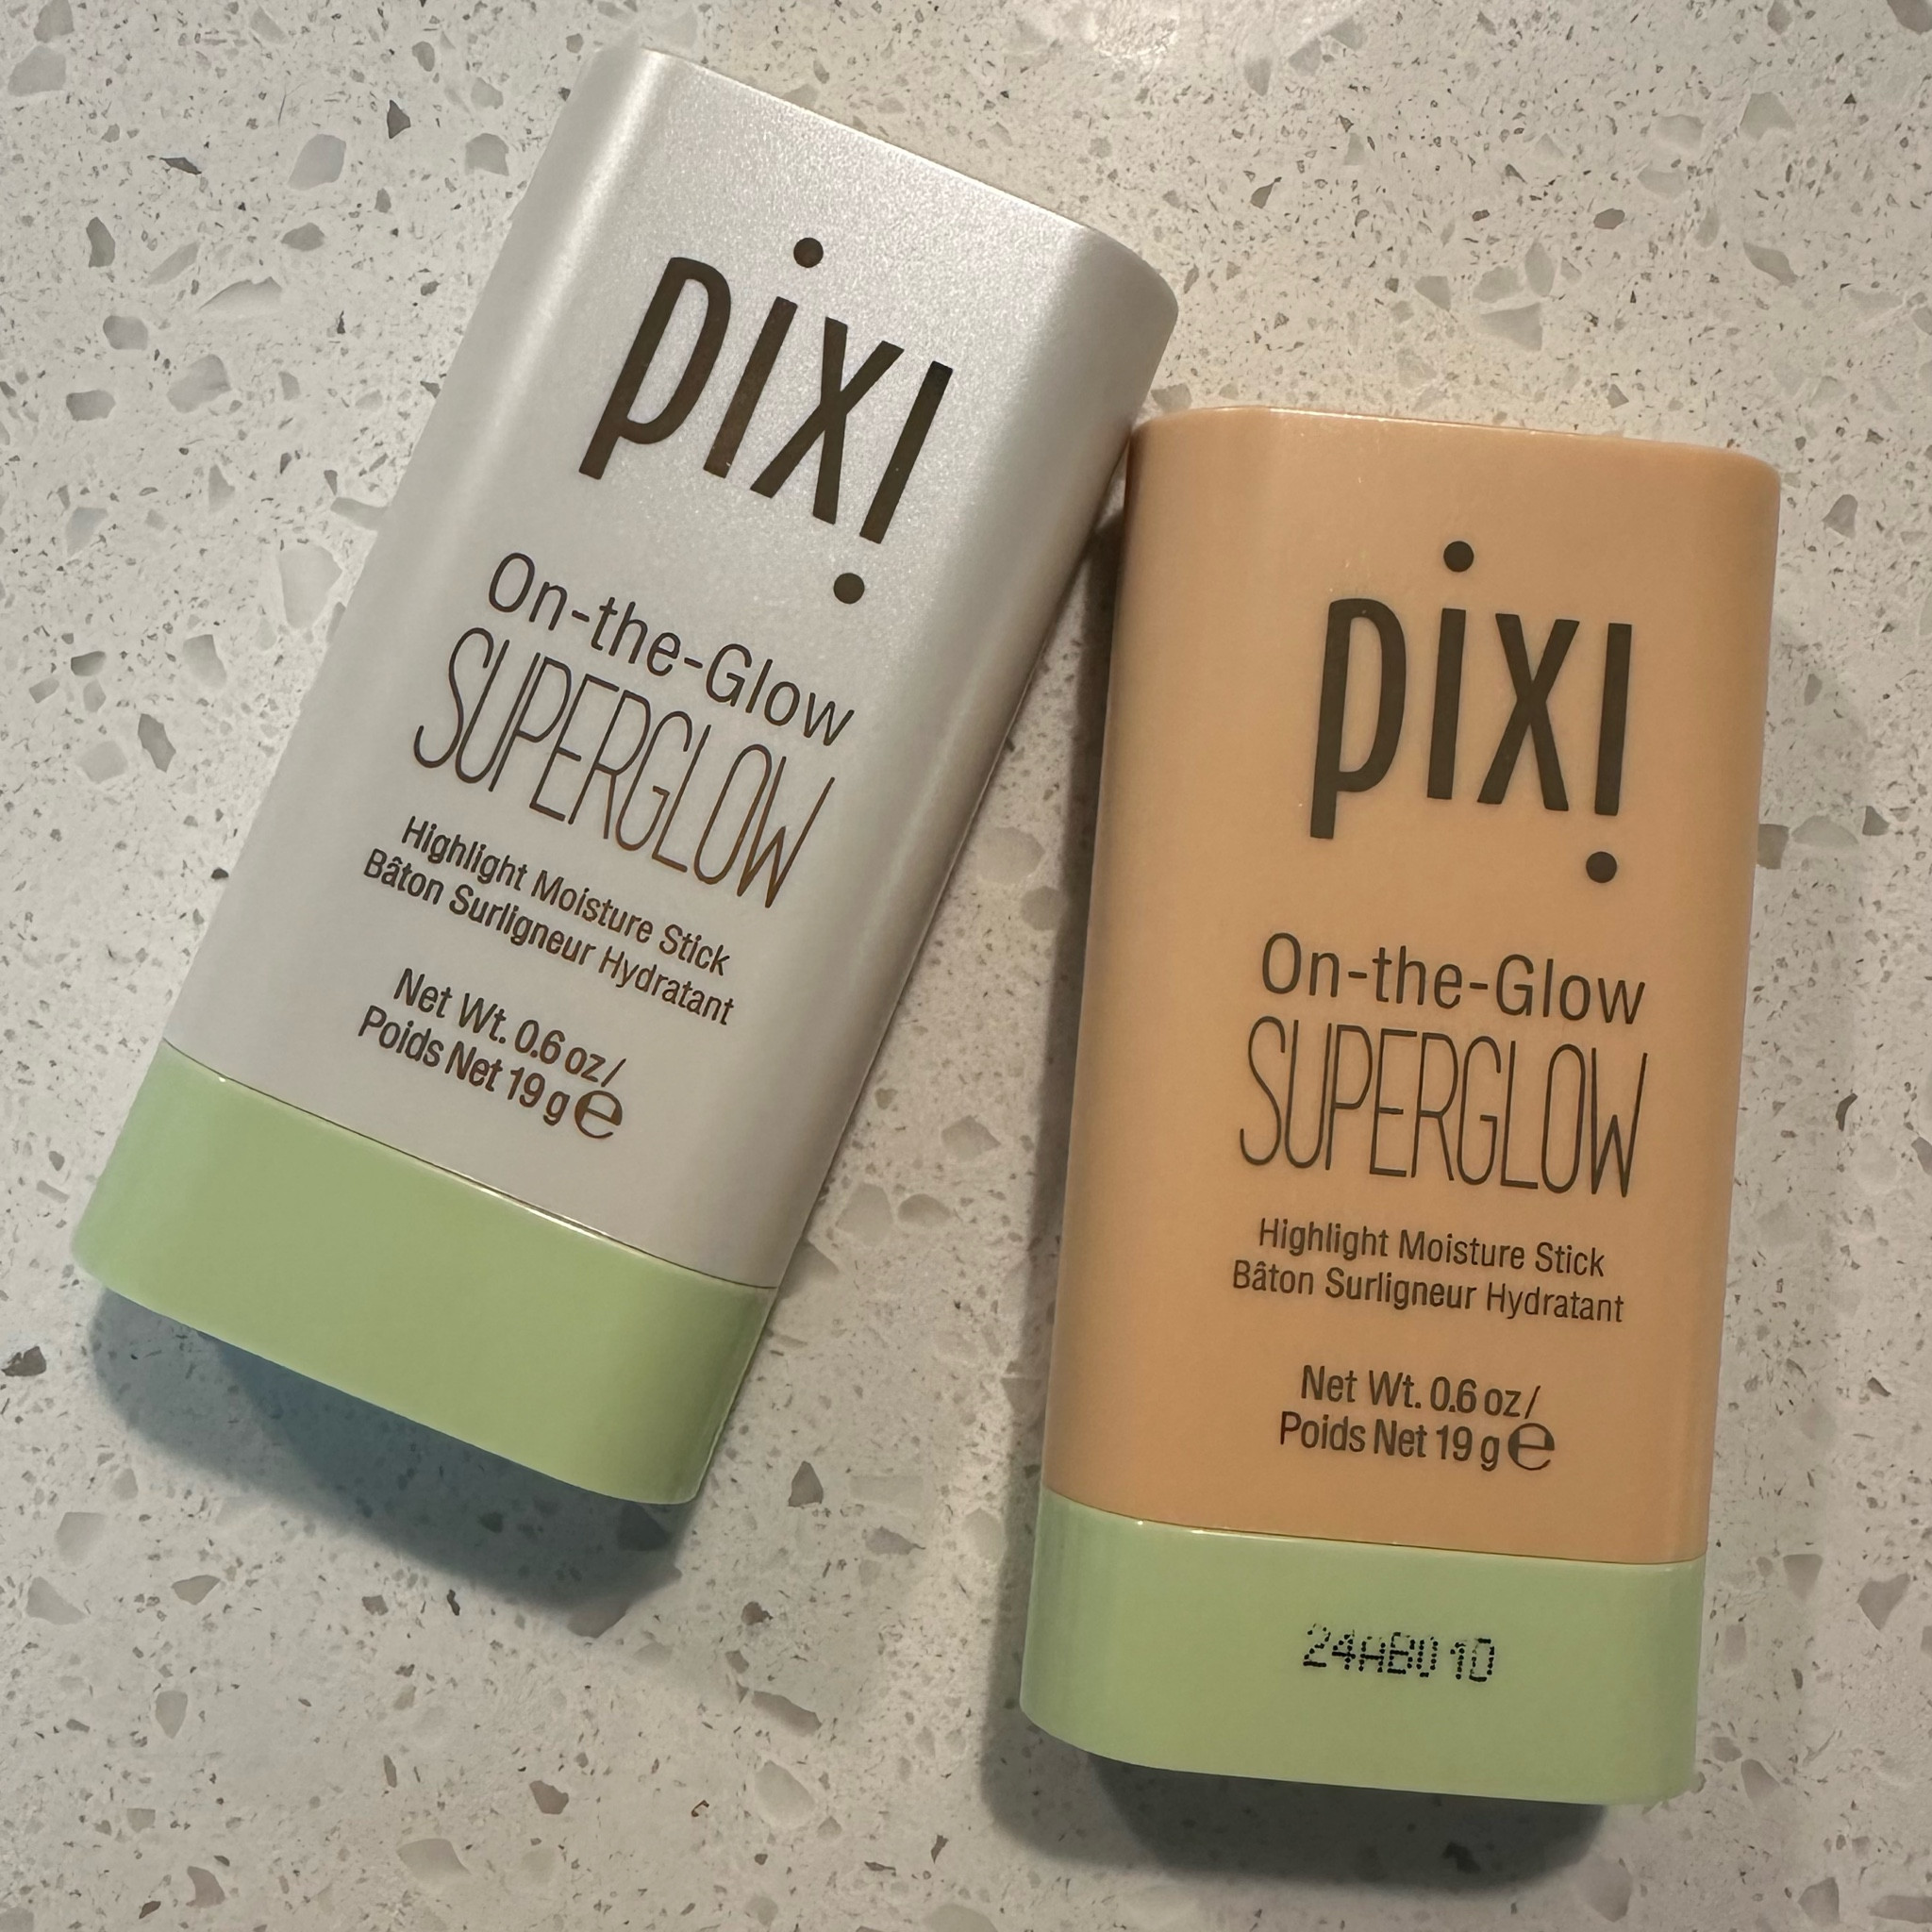 pixi
On-the-Glow
SUPERGLOW
Highlight Moisture Stick
Bâton Surligneur Hydratant
Net Wt. 0.6 oz/
Poids Net 19 g ℮
pixi
On-the-Glow
SUPERGLOW
Highlight Moisture Stick
Bâton Surligneur Hydratant
Net Wt. 0.6 oz/
Poids Net 19 g ℮
24AB010